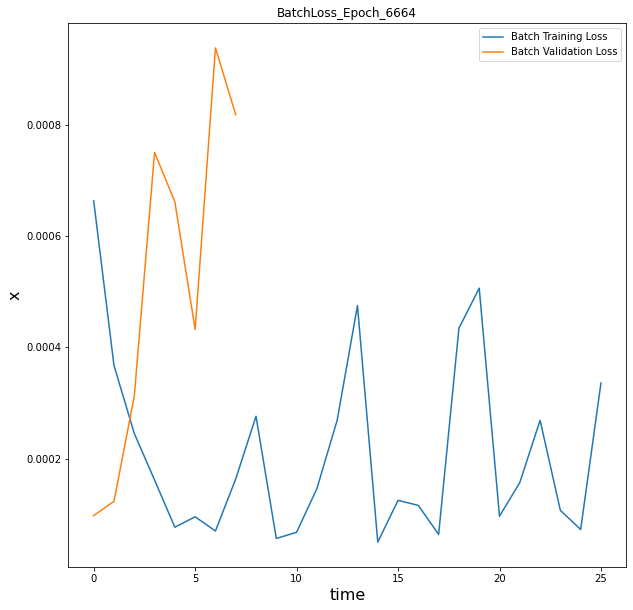 BatchLoss_Epoch_6664
Batch Training Loss
Batch Validation Loss
0.0008
0.0006
0.0004
0.0002
x
0 5 10 15 20 25
time